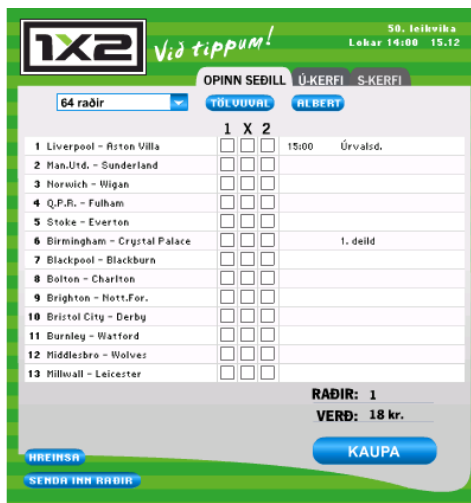 1X2 Við tippum!
50. leikvika
Lokar 14:00 15.12
OPINN SEÐILL Ú-KERFI S-KERFI
64 raðir TÖLVUVAL ALBERT
1 X 2
1 Liverpool - Aston Villa 15:00 Úrvalsd.
2 Man.Utd. - Sunderland
3 Norwich - Wigan
4 Q.P.R. - Fulham
5 Stoke - Everton
6 Birmingham - Crystal Palace 1. deild
7 Blackpool - Blackburn
8 Bolton - Charlton
9 Brighton - Nott.For.
10 Bristol City - Derby
11 Burnley - Watford
12 Middlesbro - Wolves
13 Millwall - Leicester
RAÐIR: 1
VERÐ: 18 kr.
HREINSA
KAUPA
SENDA INN RAÐIR